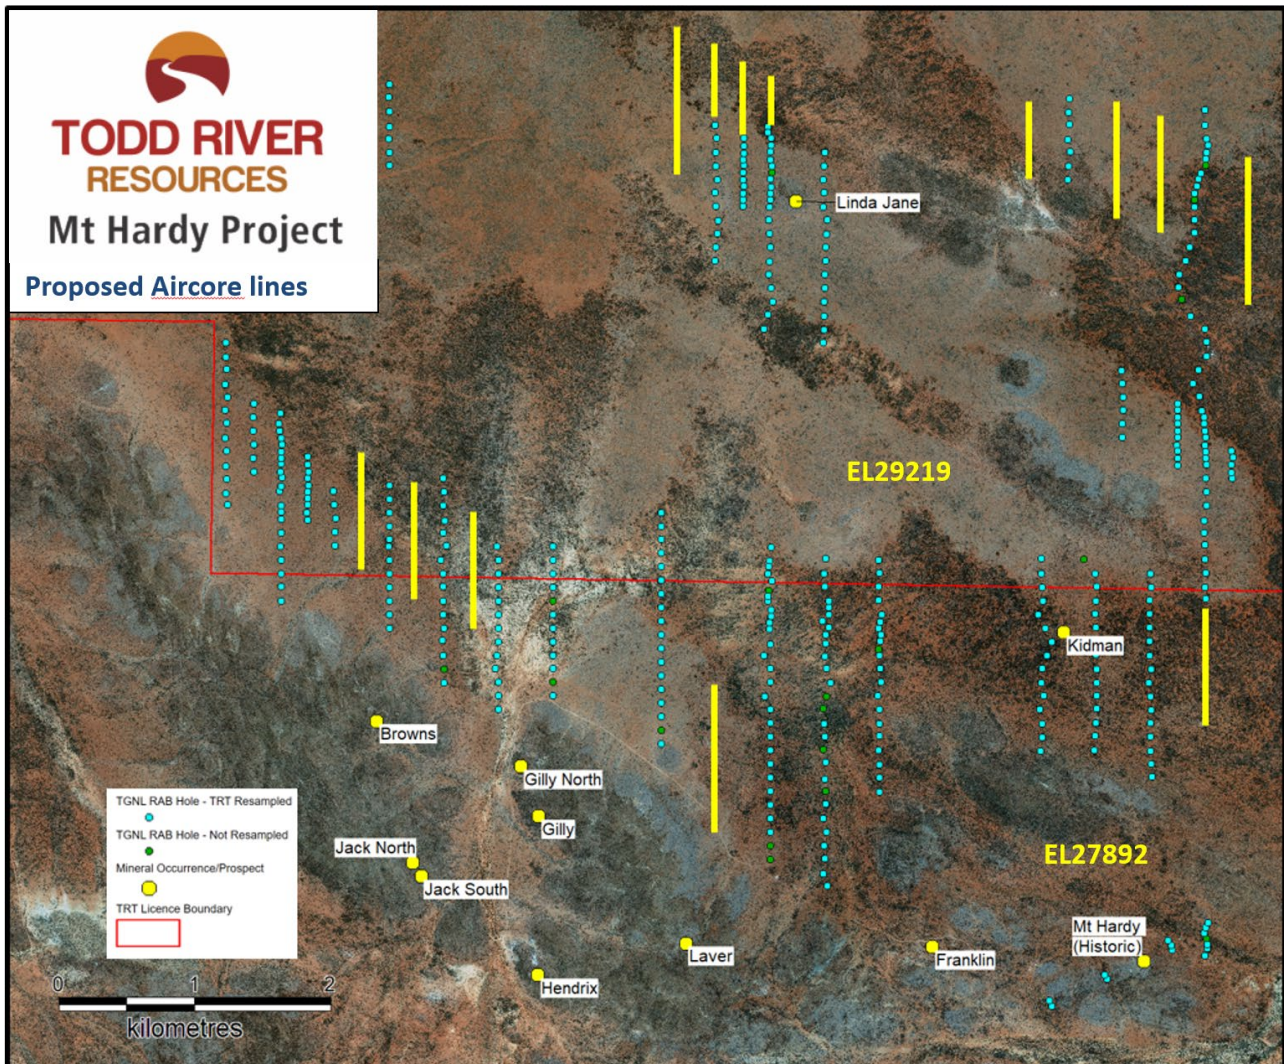 TODD RIVER
RESOURCES
Mt Hardy Project
Proposed Aircore lines
Linda Jane
EL29219
Kidman
Browns
Gilly North
Gilly
Jack North
Jack South
EL27892
Mt Hardy
(Historic)
Laver
Franklin
Hendrix
TGNL RAB Hole - TRT Resampled
TGNL RAB Hole - Not Resampled
Mineral Occurrence/Prospect
TRT Licence Boundary
0 1 2
kilometres